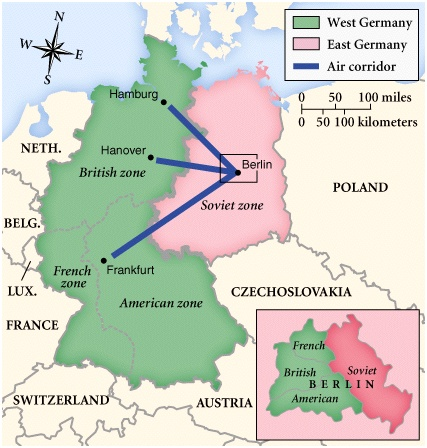 N
W
E
S
West Germany
East Germany
Air corridor
0 50 100 miles
0 50 100 kilometers
Hamburg
Hanover
British zone
Berlin
Soviet zone
NETH.
BELG.
LUX.
FRANCE
POLAND
French
zone
Frankfurt
American zone
CZECHOSLOVAKIA
SWITZERLAND
AUSTRIA
French
British
Soviet
BERLIN
American